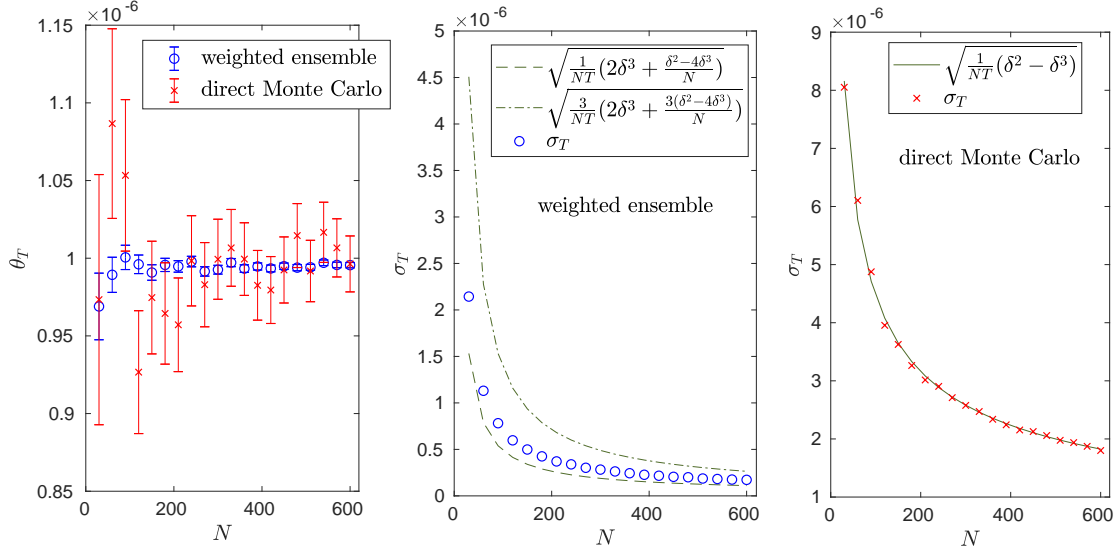 ×10⁻⁶
1.15
1.1
1.05
1
0.95
0.9
0.85
0
200
400
600
θ_T
N
weighted ensemble
direct Monte Carlo
×10⁻⁶
5
4.5
4
3.5
3
2.5
2
1.5
1
0.5
0
0
200
400
600
σ_T
N
√(1/(NT) (2δ³ + (δ²−4δ³)/N))
√(3/(NT) (2δ³ + 3(δ²−4δ³)/N))
σ_T
weighted ensemble
×10⁻⁶
9
8
7
6
5
4
3
2
1
0
200
400
600
σ_T
N
√(1/(NT) (δ² − δ³))
σ_T
direct Monte Carlo